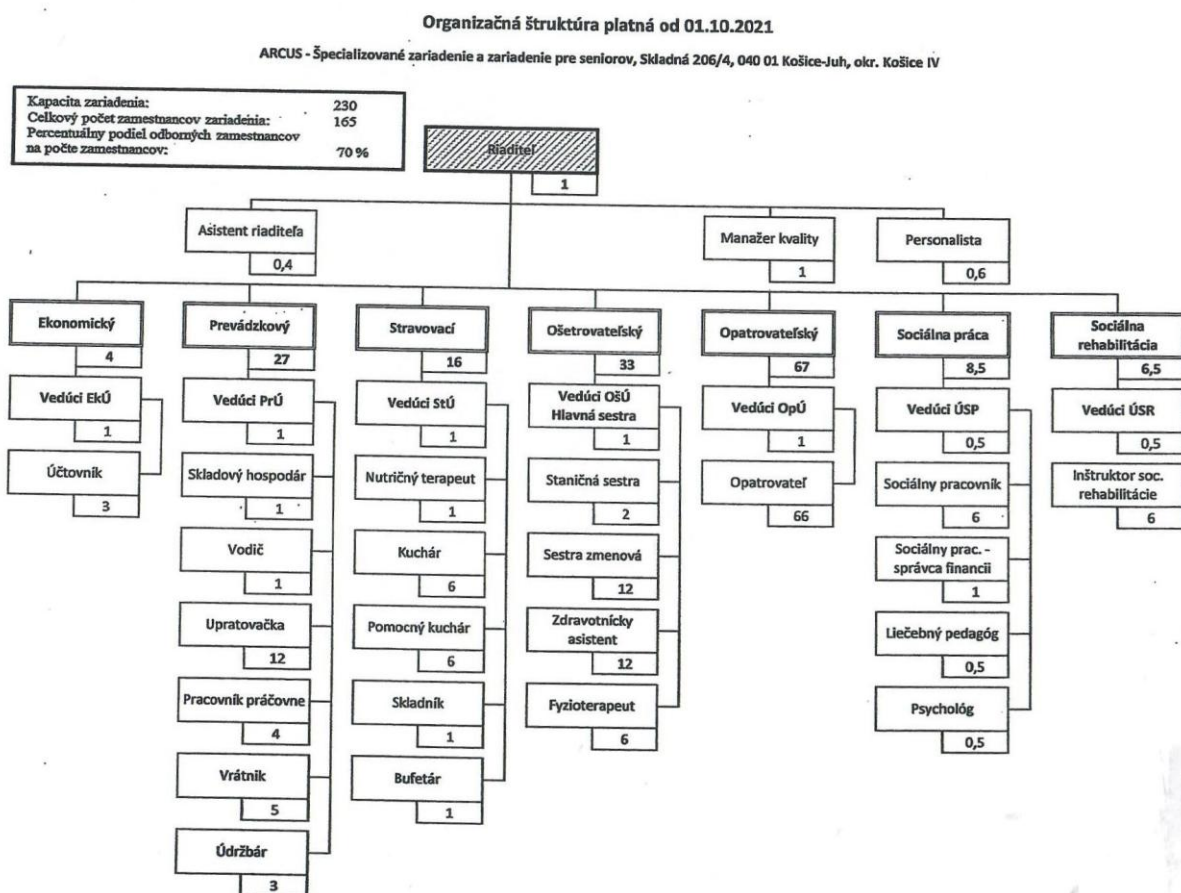 Organizačná štruktúra platná od 01.10.2021
ARCUS - Špecializované zariadenie a zariadenie pre seniorov, Skladná 206/4, 040 01 Košice-Juh, okr. Košice IV
Kapacita zariadenia: 230
Celkový počet zamestnancov zariadenia: 165
Percentuálny podiel odborných zamestnancov
na počte zamestnancov: 70 %
Riaditeľ
1
Asistent riaditeľa
0,4
Manažer kvality
1
Personalista
0,6
Ekonomický
4
Vedúci EkÚ
1
Účtovník
3
Prevádzkový
27
Vedúci PrÚ
1
Skladový hospodár
1
Vodič
1
Upratovačka
12
Pracovník práčovne
4
Vrátnik
5
Údržbár
3
Stravovací
16
Vedúci StÚ
1
Nutričný terapeut
1
Kuchár
6
Pomocný kuchár
6
Skladník
1
Bufetár
1
Ošetrovateľský
33
Vedúci OšÚ
Hlavná sestra
1
Staničná sestra
2
Sestra zmenová
12
Zdravotnícky
asistent
12
Fyzioterapeut
6
Opatrovateľský
67
Vedúci OpÚ
1
Opatrovateľ
66
Sociálna práca
8,5
Vedúci ÚSP
0,5
Sociálny pracovník
6
Sociálny prac. -
správca financii
1
Liečebný pedagóg
0,5
Psychológ
0,5
Sociálna
rehabilitácia
6,5
Vedúci ÚSR
0,5
Inštruktor soc.
rehabilitácie
6